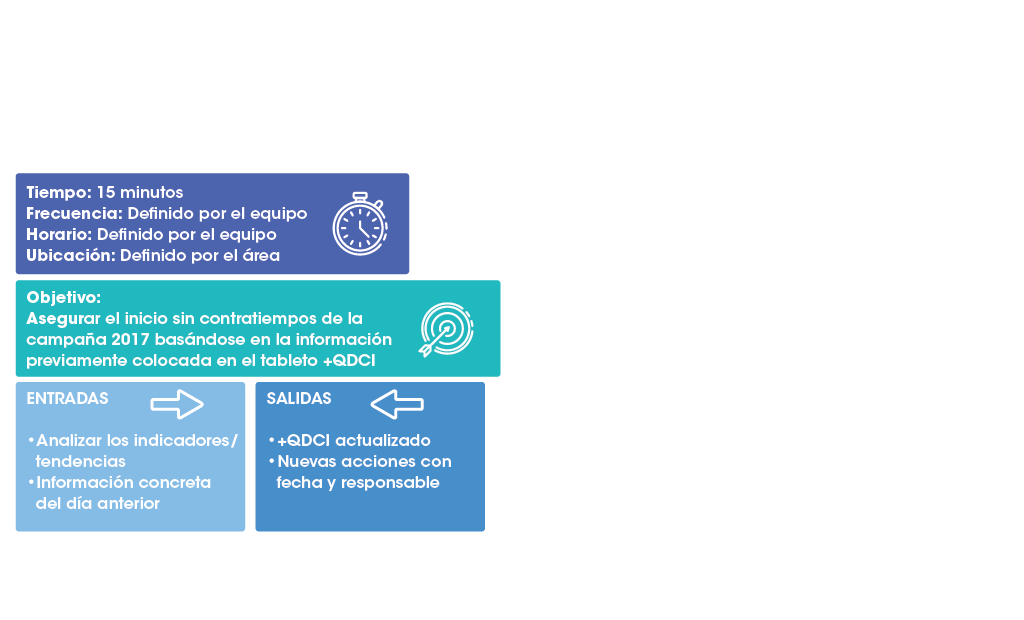 Tiempo: 15 minutos
Frecuencia: Definido por el equipo
Horario: Definido por el equipo
Ubicación: Definido por el área
Objetivo:
Asegurar el inicio sin contratiempos de la
campaña 2017 basándose en la información
previamente colocada en el tableto +QDCI
ENTRADAS
•Analizar los indicadores/
tendencias
•Información concreta
del día anterior
SALIDAS
•+QDCI actualizado
•Nuevas acciones con
fecha y responsable